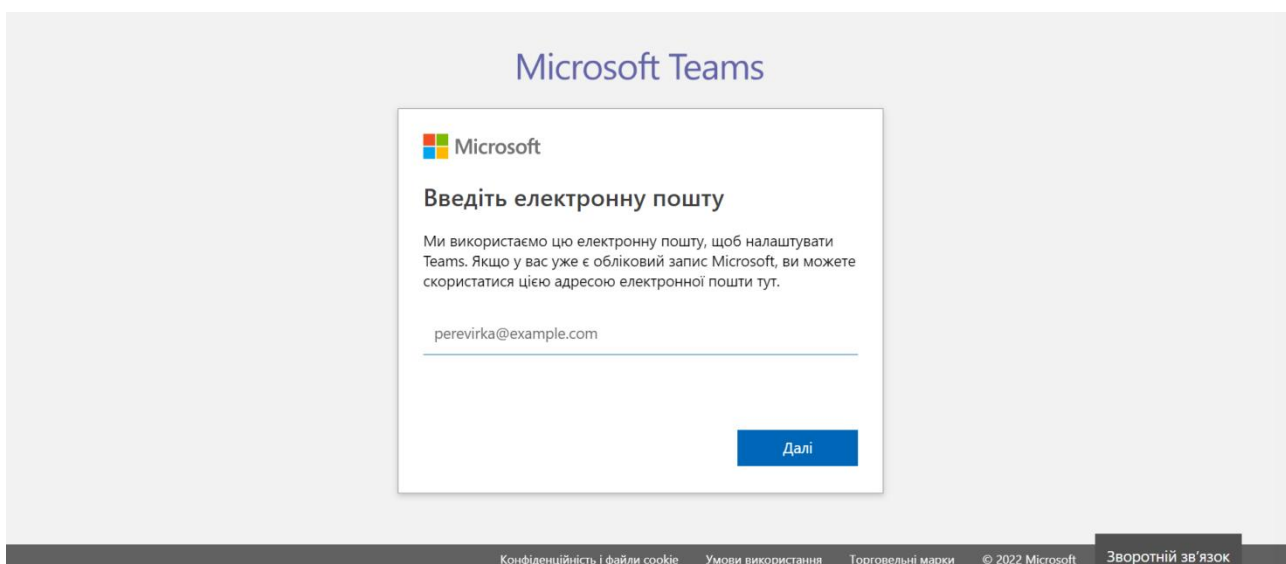 Microsoft Teams
Microsoft
Введіть електронну пошту
Ми використаємо цю електронну пошту, щоб налаштувати
Teams. Якщо у вас уже є обліковий запис Microsoft, ви можете
скористатися цією адресою електронної пошти тут.
perevirka@example.com
Далі
Конфіденційність і файли cookie Умови використання Торговельні марки © 2022 Microsoft Зворотній зв'язок